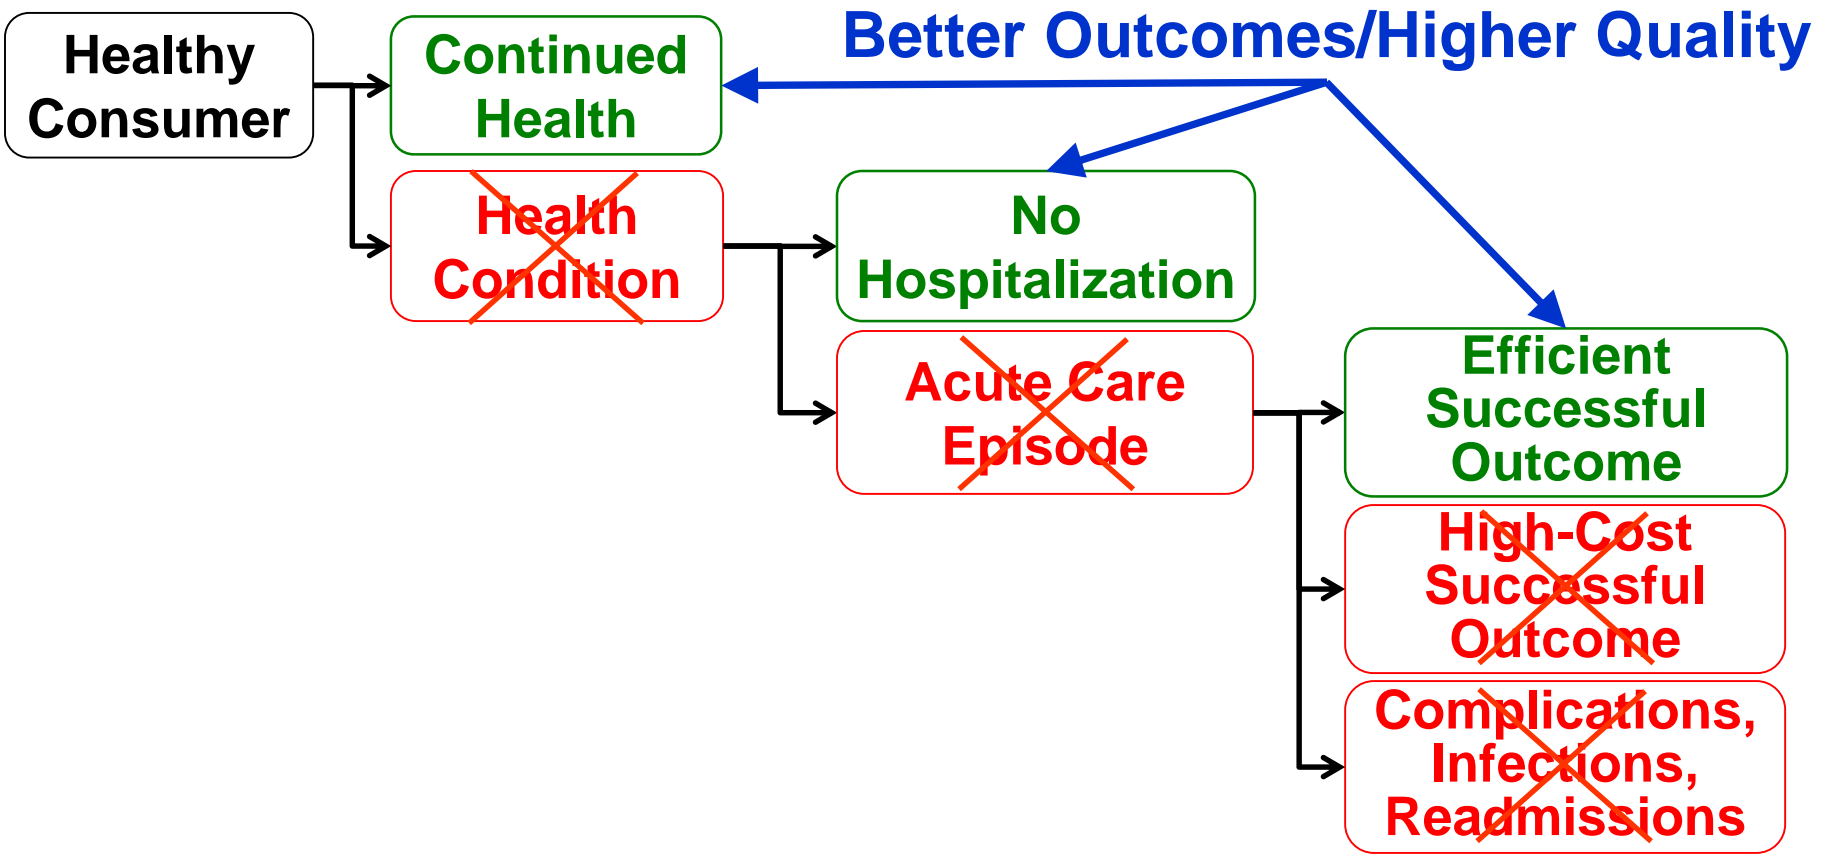 Better Outcomes/Higher Quality
Healthy
Consumer
Continued
Health
Health
Condition
No
Hospitalization
Acute Care
Episode
Efficient
Successful
Outcome
High-Cost
Successful
Outcome
Complications,
Infections,
Readmissions